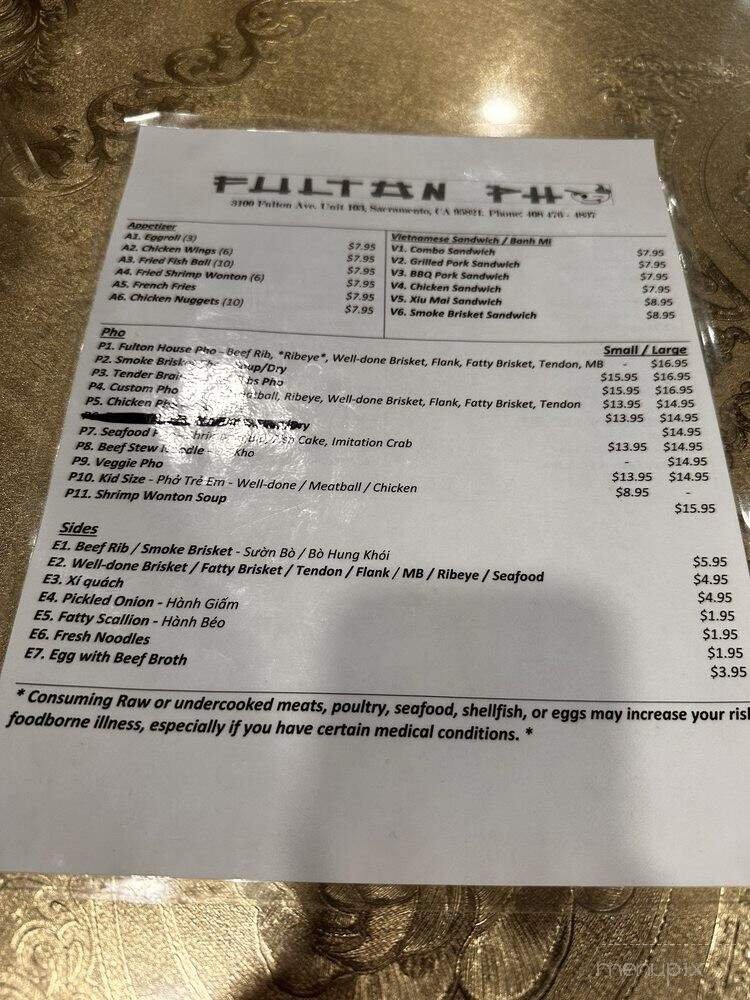 FULTAN PHO
3100 Fulton Ave. Unit 103, Sacramento, CA 95821. Phone: 408 476 - 4837
Appetizer
A1. Eggroll (3) $7.95
A2. Chicken Wings (6) $7.95
A3. Fried Fish Ball (10) $7.95
A4. Fried Shrimp Wonton (6) $7.95
A5. French Fries $7.95
A6. Chicken Nuggets (10) $7.95
Vietnamese Sandwich / Banh Mi
V1. Combo Sandwich $7.95
V2. Grilled Pork Sandwich $7.95
V3. BBQ Pork Sandwich $7.95
V4. Chicken Sandwich $7.95
V5. Xiu Mai Sandwich $8.95
V6. Smoke Brisket Sandwich $8.95
Pho Small / Large
P1. Fulton House Pho - Beef Rib, *Ribeye*, Well-done Brisket, Flank, Fatty Brisket, Tendon, MB - $16.95
P2. Smoke /Dry $15.95 $16.95
P3. Tender Pho $15.95 $16.95
P4. Custom Pho Ribeye, Well-done Brisket, Flank, Fatty Brisket, Tendon $13.95 $14.95
P5. Chicken $13.95 $14.95
$14.95
P7. Seafood Cake, Imitation Crab $13.95 $14.95
P8. Beef Stew Kho - $14.95
P9. Veggie Pho $13.95 $14.95
P10. Kid Size - Phở Trẻ Em - Well-done / Meatball / Chicken $8.95 -
P11. Shrimp Wonton Soup $15.95
Sides
E1. Beef Rib / Smoke Brisket - Sườn Bò / Bò Hung Khói $5.95
E2. Well-done Brisket / Fatty Brisket / Tendon / Flank / MB / Ribeye / Seafood $4.95
E3. Xí quách $4.95
E4. Pickled Onion - Hành Giấm $1.95
E5. Fatty Scallion - Hành Béo $1.95
E6. Fresh Noodles $1.95
E7. Egg with Beef Broth $3.95
* Consuming Raw or undercooked meats, poultry, seafood, shellfish, or eggs may increase your
foodborne illness, especially if you have certain medical conditions. *
menupix